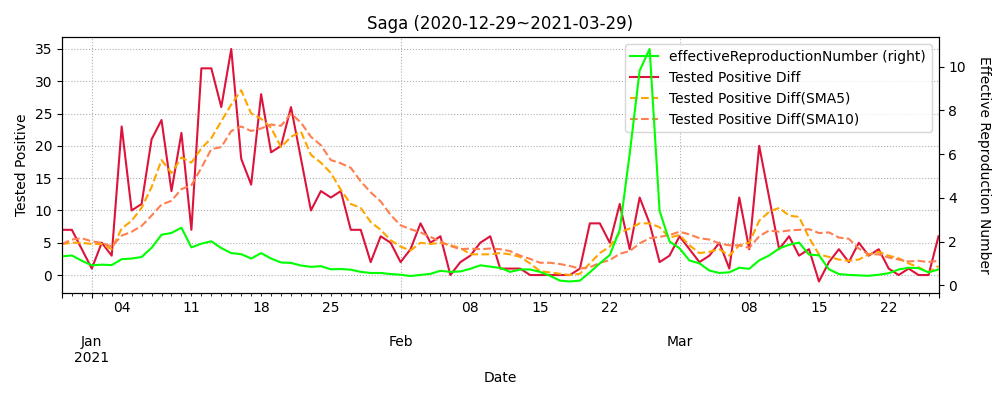 Saga (2020-12-29~2021-03-29)
effectiveReproductionNumber (right)
Tested Positive Diff
Tested Positive Diff(SMA5)
Tested Positive Diff(SMA10)
Tested Positive
35
30
25
20
15
10
5
0
Effective Reproduction Number
10
8
6
4
2
0
04 11 18 25 08 15 22 08 15 22
Jan Feb Mar
2021
Date